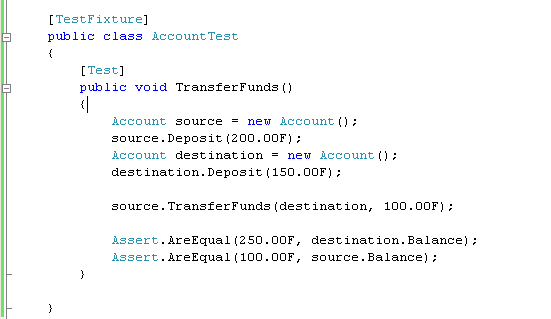 [TestFixture]
public class AccountTest
{
[Test]
public void TransferFunds()
{
Account source = new Account();
source.Deposit(200.00F);
Account destination = new Account();
destination.Deposit(150.00F);
source.TransferFunds(destination, 100.00F);
Assert.AreEqual(250.00F, destination.Balance);
Assert.AreEqual(100.00F, source.Balance);
}
}